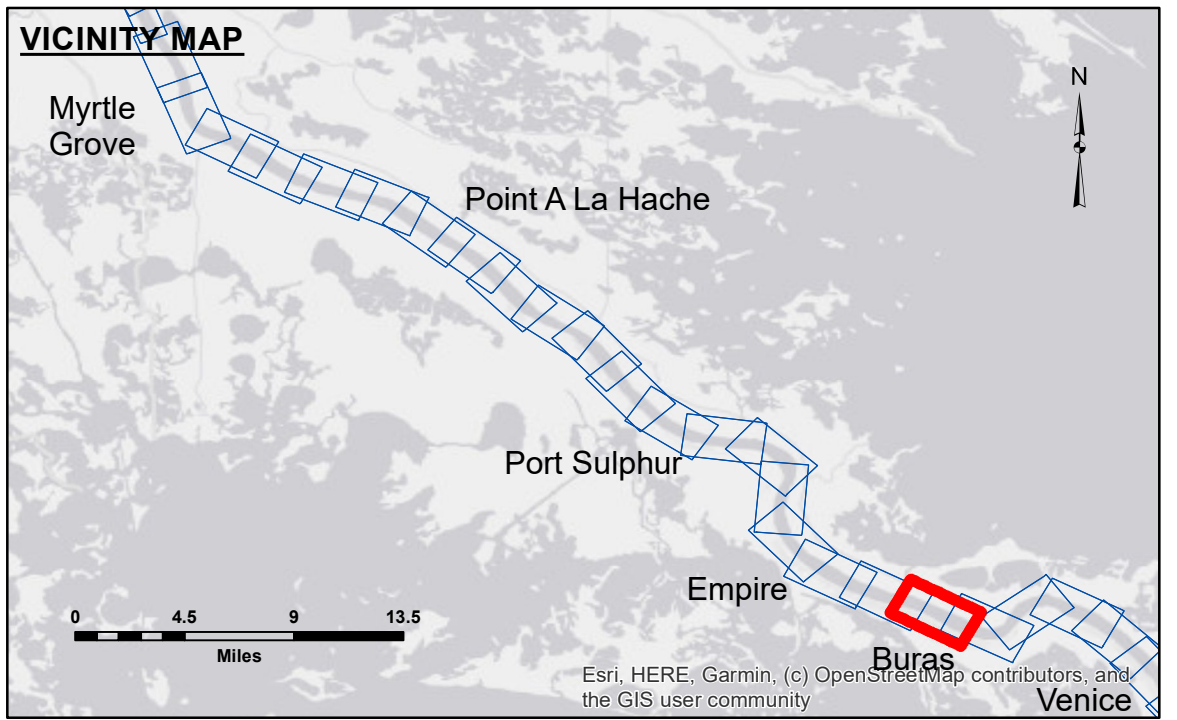 VICINITY MAP
N
Myrtle
Grove
Point A La Hache
Port Sulphur
Empire
0 4.5 9 13.5
Miles
Buras
Esri, HERE, Garmin, (c) OpenStreetMap contributors, and
the GIS user community
Venice